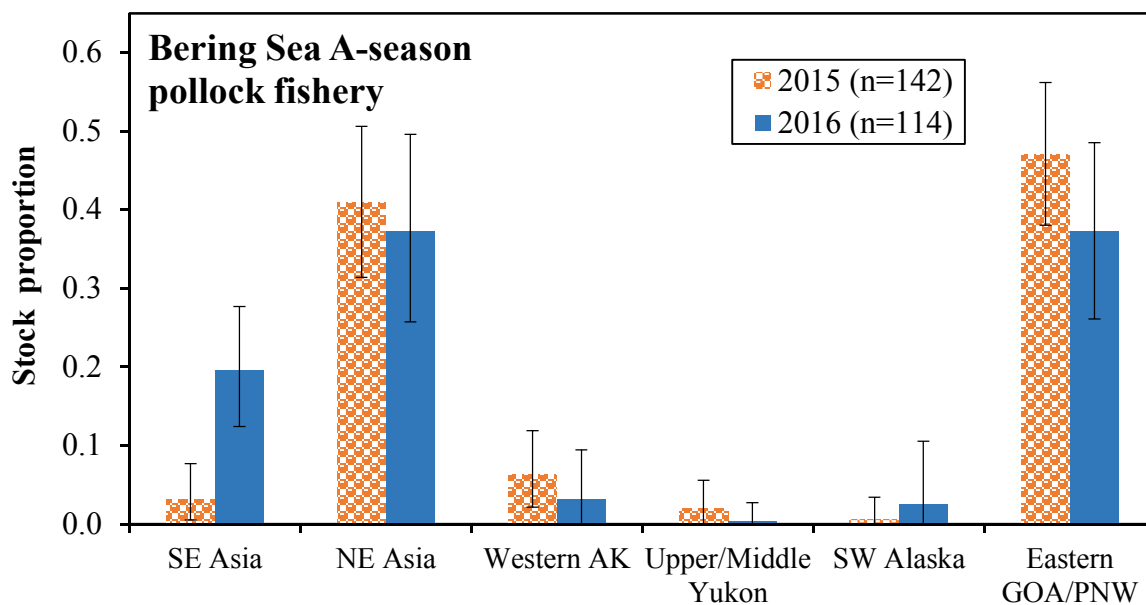 Bering Sea A-season
pollock fishery
2015 (n=142)
2016 (n=114)
Stock proportion
0.6
0.5
0.4
0.3
0.2
0.1
0.0
SE Asia
NE Asia
Western AK
Upper/Middle
Yukon
SW Alaska
Eastern
GOA/PNW